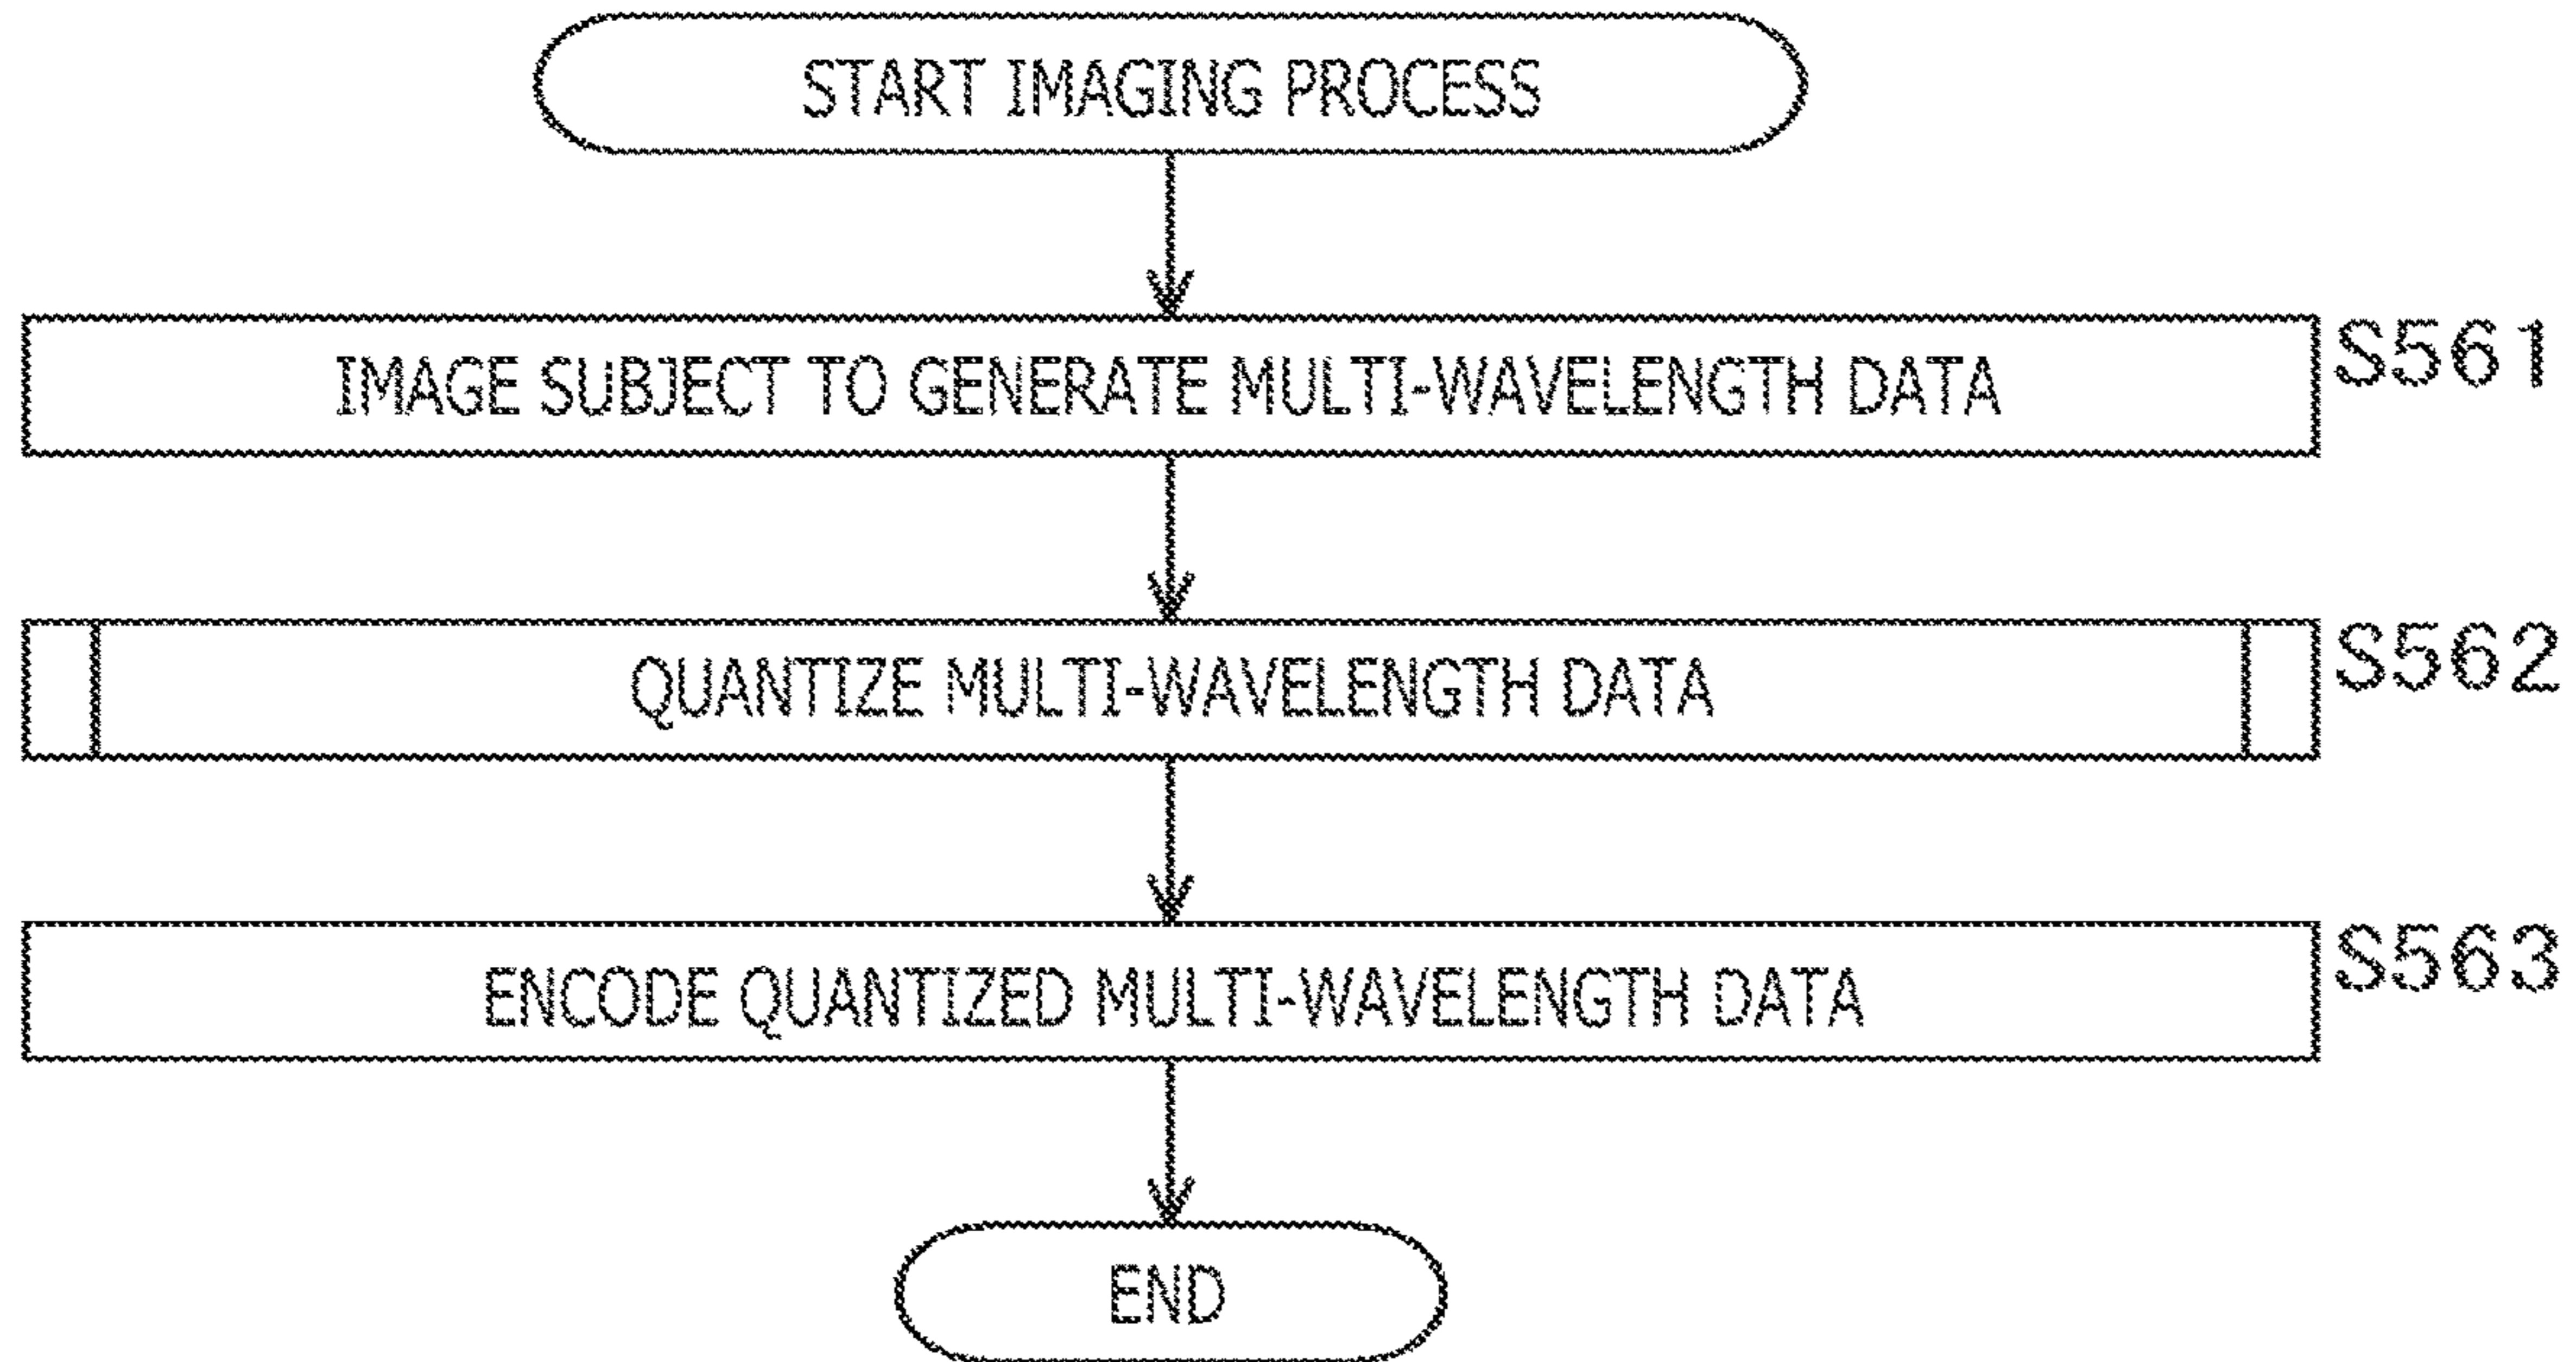 START IMAGING PROCESS
IMAGE SUBJECT TO GENERATE MULTI-WAVELENGTH DATA
S561
QUANTIZE MULTI-WAVELENGTH DATA
S562
ENCODE QUANTIZED MULTI-WAVELENGTH DATA
S563
END